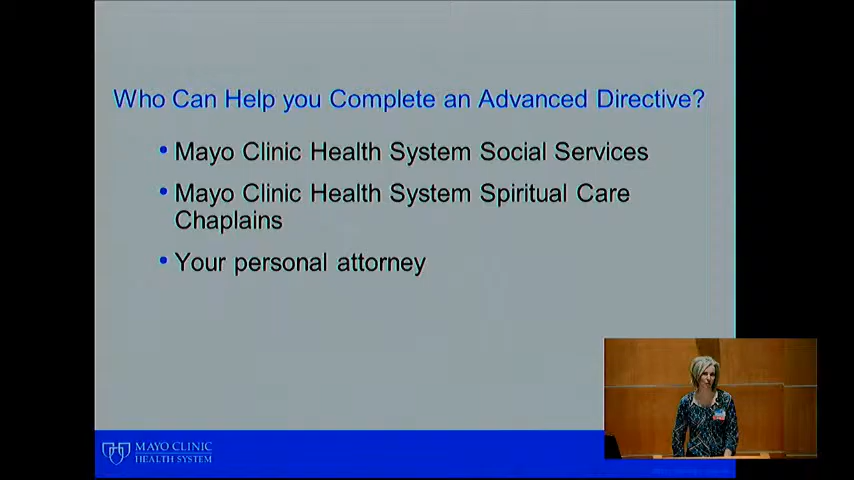 Who Can Help you Complete an Advanced Directive?
• Mayo Clinic Health System Social Services
• Mayo Clinic Health System Spiritual Care
Chaplains
• Your personal attorney
MAYO CLINIC
HEALTH SYSTEM